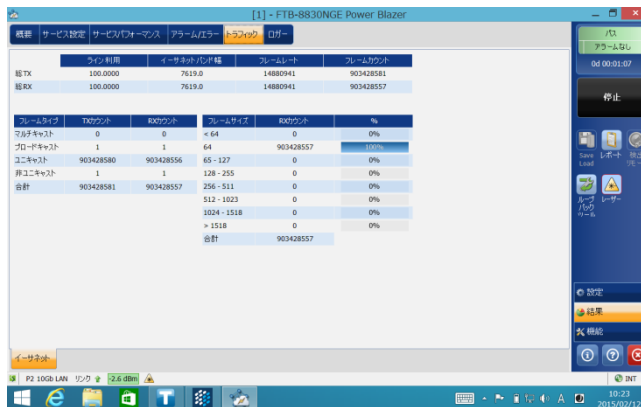 [1] - FTB-8830NGE Power Blazer
概要 サービス設定 サービスパフォーマンス アラーム/エラー トラフィック ロガー
ライン利用 イーサネットバンド幅 フレームレート フレームカウント
総TX 100.0000 7619.0 14880941 903428581
総RX 100.0000 7619.0 14880941 903428557
フレームタイプ TXカウント RXカウント
マルチキャスト 0 0
ブロードキャスト 1 1
ユニキャスト 903428580 903428556
非ユニキャスト 1 1
合計 903428581 903428557
フレームサイズ RXカウント %
< 64 0 0%
64 903428557 100%
65 - 127 0 0%
128 - 255 0 0%
256 - 511 0 0%
512 - 1023 0 0%
1024 - 1518 0 0%
> 1518 0 0%
合計 903428557
イーサネット
パス
アラームなし
0d 00:01:07
停止
Save
Load
レポート
ループ
バック
ツール
レーザー
設定
結果
機能
P2 10Gb LAN リンク -2.6 dBm
INT
A
10:23
2015/02/12